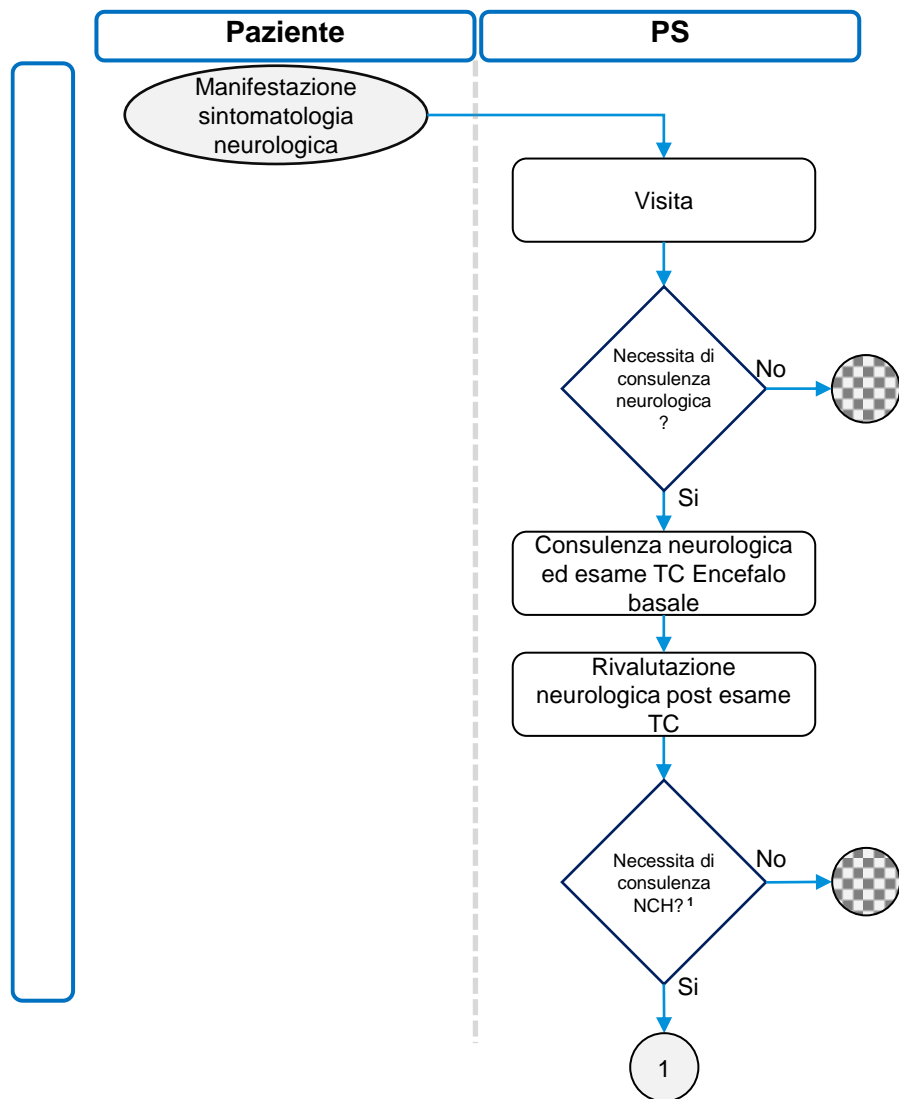 Paziente
PS
Manifestazione
sintomatologia
neurologica
Visita
Necessita di
consulenza
neurologica
?
No
Si
Consulenza neurologica
ed esame TC Encefalo
basale
Rivalutazione
neurologica post esame
TC
Necessita di
consulenza
NCH? ¹
No
Si
1